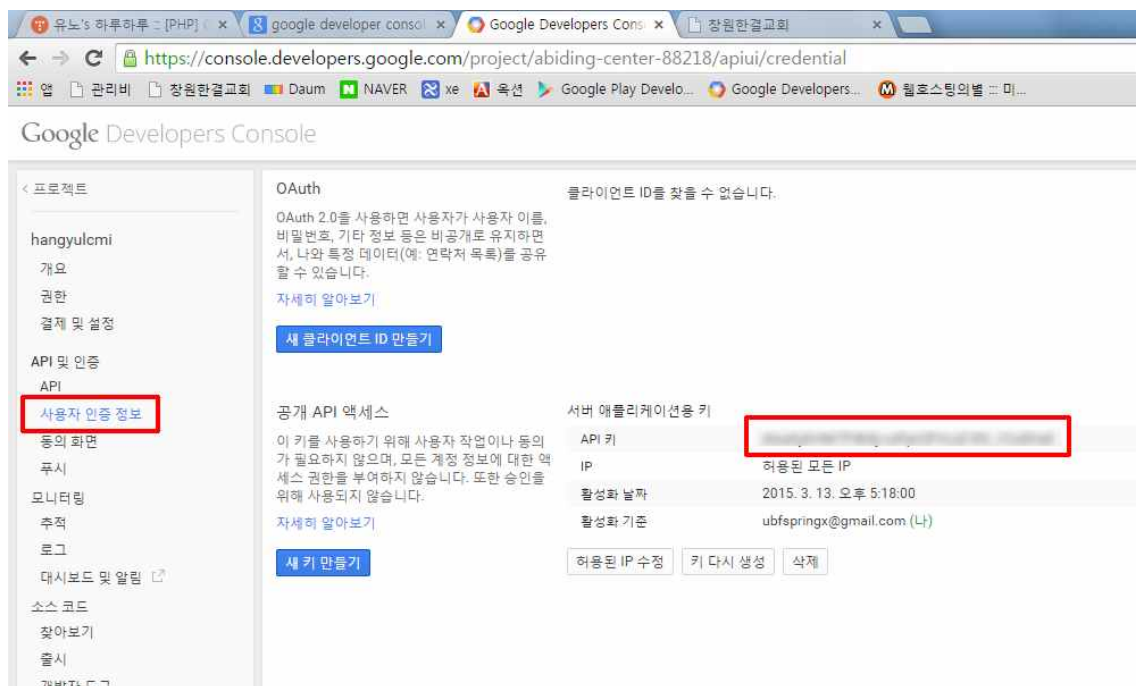 유노's 하루하루 :: [PHP]
google developer consol
Google Developers Cons
창원한결교회
https://console.developers.google.com/project/abiding-center-88218/apiui/credential
앱 관리비 창원한결교회 Daum NAVER xe 옥션 Google Play Develo... Google Developers... 웹호스팅의별 ::: 미...
Google Developers Console
< 프로젝트
hangyulcmi
개요
권한
결제 및 설정
API 및 인증
API
사용자 인증 정보
동의 화면
푸시
모니터링
추적
로그
대시보드 및 알림
소스 코드
찾아보기
출시
개발자 도구
OAuth
OAuth 2.0을 사용하면 사용자가 사용자 이름,
비밀번호, 기타 정보 등은 비공개로 유지하면
서, 나와 특정 데이터(예: 연락처 목록)를 공유
할 수 있습니다.
자세히 알아보기
새 클라이언트 ID 만들기
클라이언트 ID를 찾을 수 없습니다.
공개 API 액세스
이 키를 사용하기 위해 사용자 작업이나 동의
가 필요하지 않으며, 모든 계정 정보에 대한 액
세스 권한을 부여하지 않습니다. 또한 승인을
위해 사용되지 않습니다.
자세히 알아보기
새 키 만들기
서버 애플리케이션용 키
API 키
IP 허용된 모든 IP
활성화 날짜 2015. 3. 13. 오후 5:18:00
활성화 기준 ubfspringx@gmail.com (나)
허용된 IP 수정 키 다시 생성 삭제